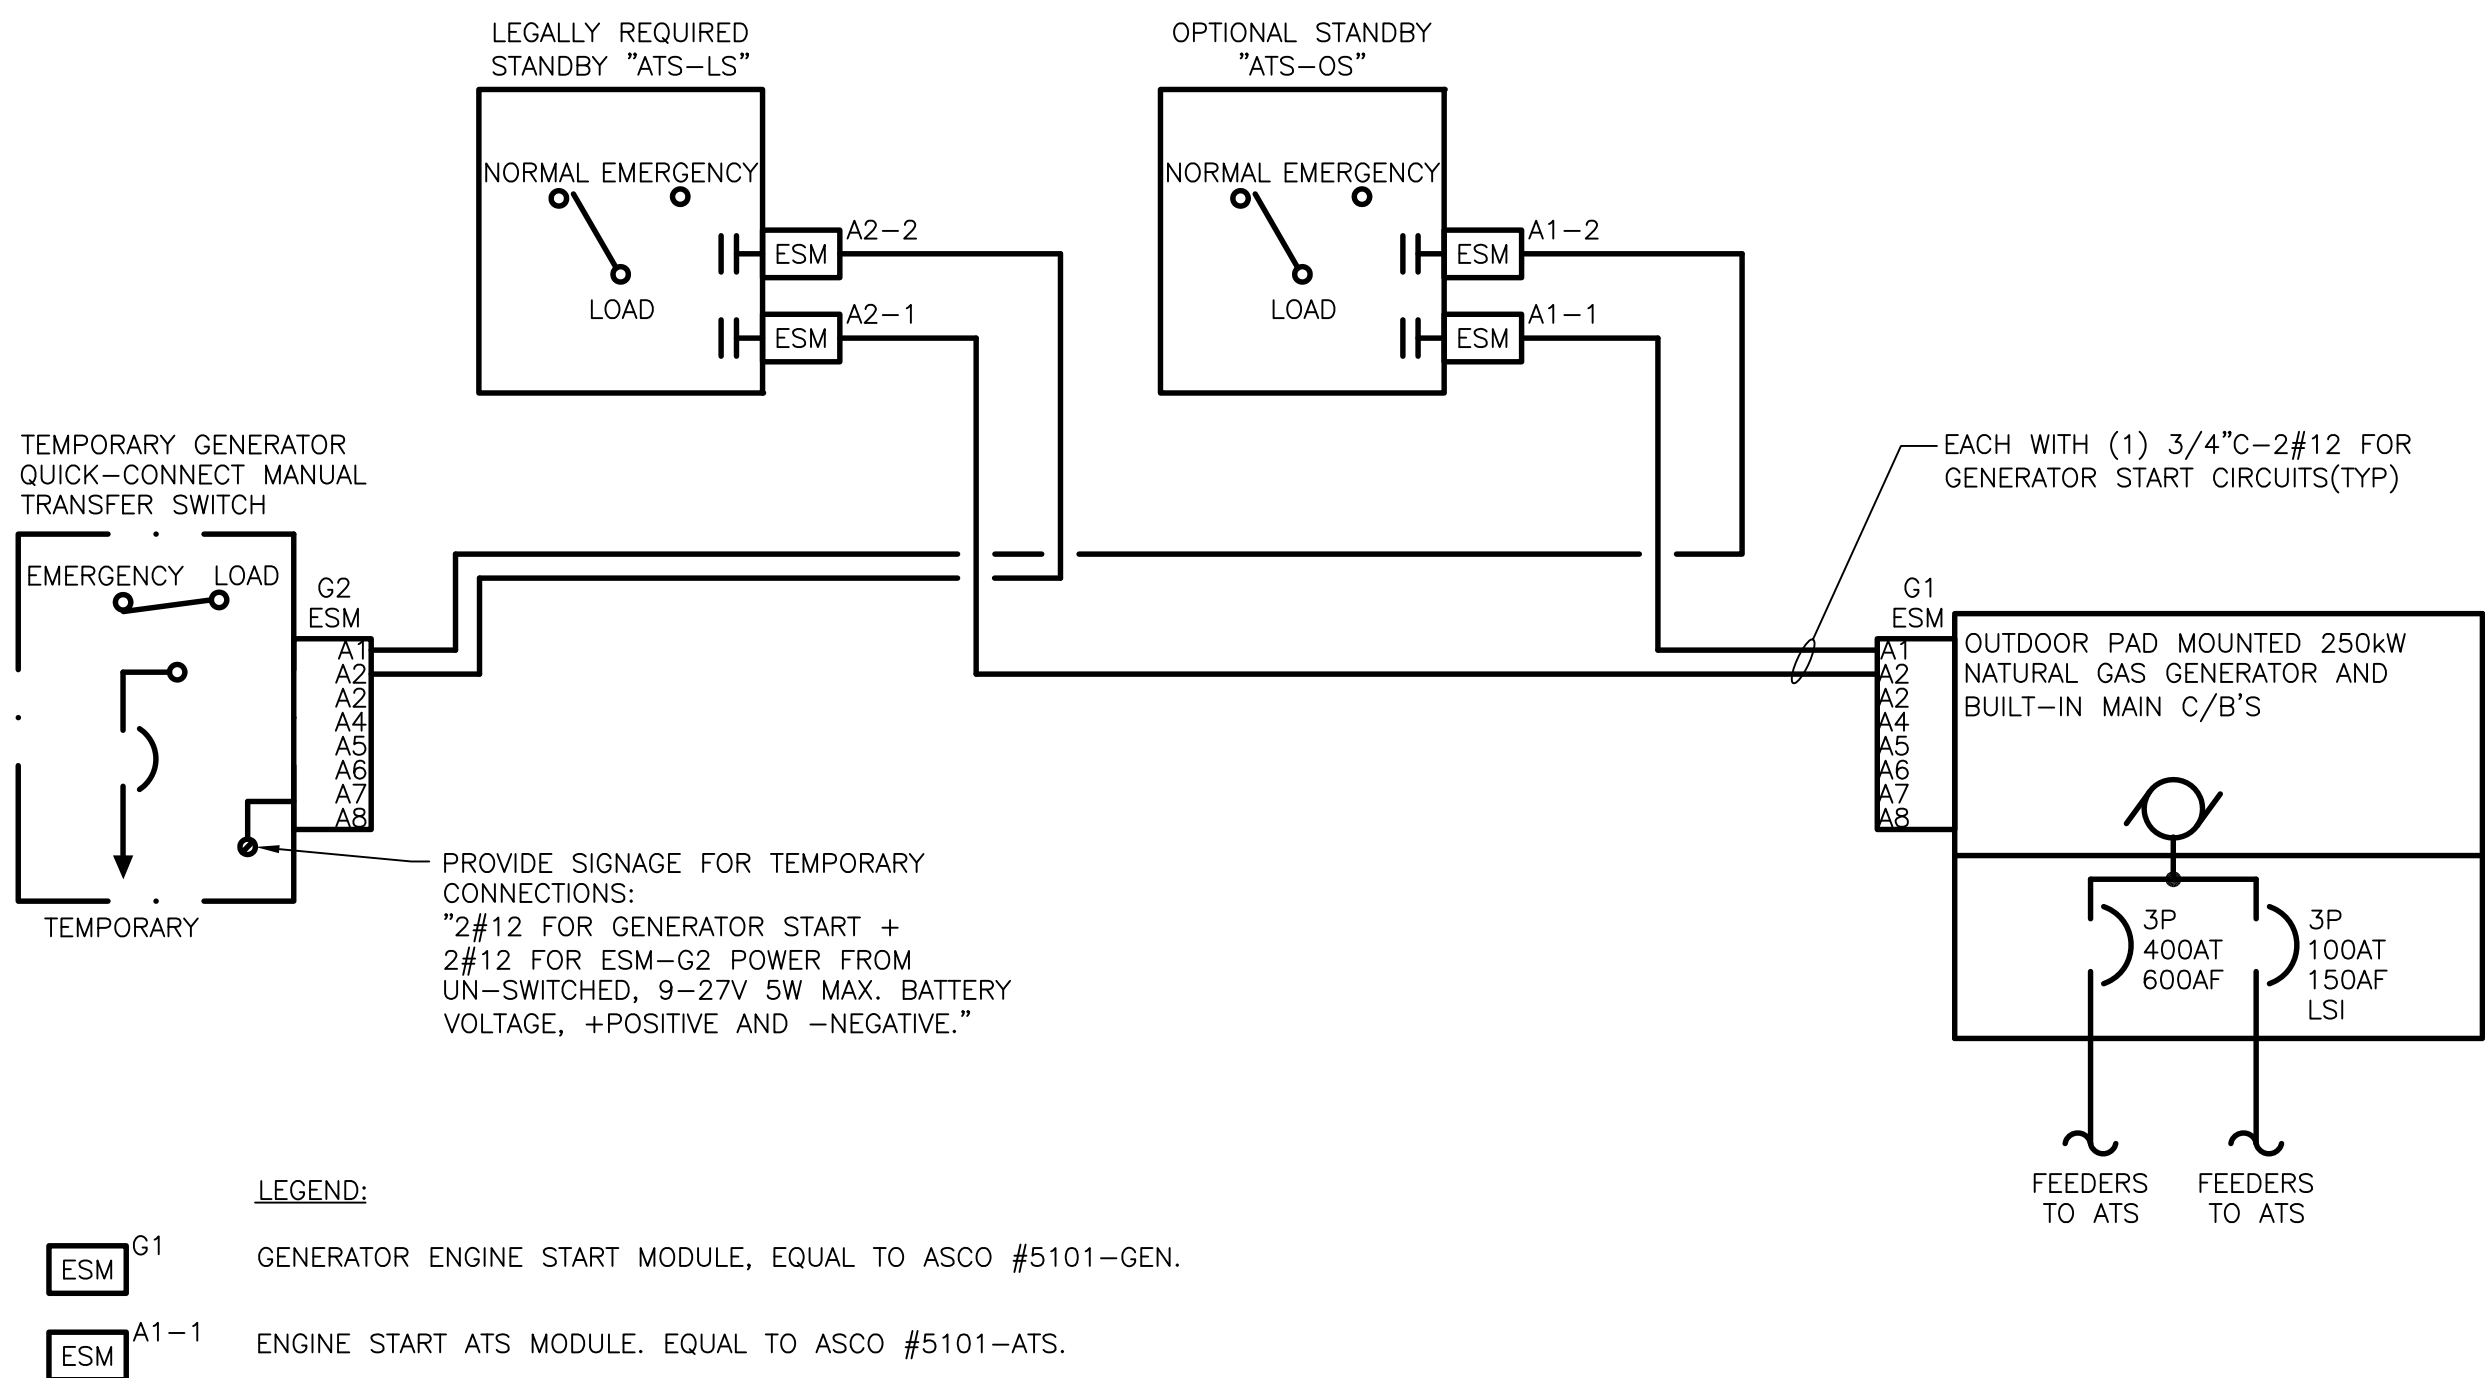 LEGALLY REQUIRED
STANDBY "ATS-LS"
NORMAL EMERGENCY
LOAD
ESM
A2-2
ESM
A2-1
OPTIONAL STANDBY
"ATS-OS"
NORMAL EMERGENCY
LOAD
ESM
A1-2
ESM
A1-1
TEMPORARY GENERATOR
QUICK-CONNECT MANUAL
TRANSFER SWITCH
EMERGENCY LOAD
G2
ESM
A1
A2
A2
A4
A5
A6
A7
A8
TEMPORARY
PROVIDE SIGNAGE FOR TEMPORARY
CONNECTIONS:
"2#12 FOR GENERATOR START +
2#12 FOR ESM-G2 POWER FROM
UN-SWITCHED, 9-27V 5W MAX. BATTERY
VOLTAGE, +POSITIVE AND -NEGATIVE."
EACH WITH (1) 3/4"C-2#12 FOR
GENERATOR START CIRCUITS(TYP)
G1
ESM
A1
A2
A2
A4
A5
A6
A7
A8
OUTDOOR PAD MOUNTED 250kW
NATURAL GAS GENERATOR AND
BUILT-IN MAIN C/B'S
3P
400AT
600AF
3P
100AT
150AF
LSI
FEEDERS
TO ATS
FEEDERS
TO ATS
LEGEND:
ESM
G1
GENERATOR ENGINE START MODULE, EQUAL TO ASCO #5101-GEN.
ESM
A1-1
ENGINE START ATS MODULE. EQUAL TO ASCO #5101-ATS.